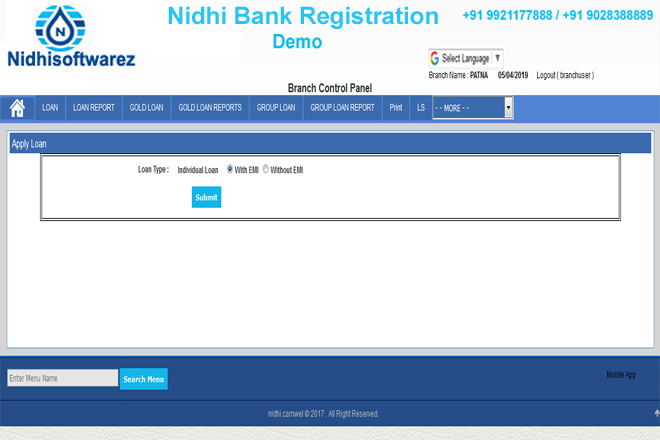 Nidhisoftwarez
Nidhi Bank Registration
Demo
+91 9921177888 / +91 9028388889
G Select Language ▼
Branch Name : PATNA 05/04/2019 Logout ( branchuser )
Branch Control Panel
LOAN LOAN REPORT GOLD LOAN GOLD LOAN REPORTS GROUP LOAN GROUP LOAN REPORT Print LS - - MORE - -
Apply Loan
Loan Type : Individual Loan With EMI Without EMI
Submit
Enter Menu Name Search Menu Mobile App
nidhi.camwel © 2017 . All Right Reserved.